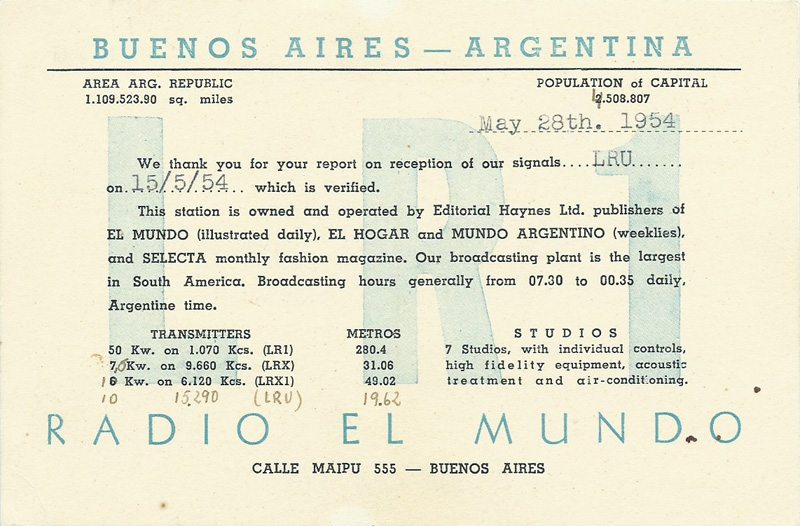 BUENOS AIRES — ARGENTINA
AREA ARG. REPUBLIC
1.109.523.90 sq. miles
POPULATION of CAPITAL
4.508.807
May 28th. 1954
LR1
We thank you for your report on reception of our signals....LRU.......
on 15/5/54.. which is verified.
This station is owned and operated by Editorial Haynes Ltd. publishers of
EL MUNDO (illustrated daily), EL HOGAR and MUNDO ARGENTINO (weeklies),
and SELECTA monthly fashion magazine. Our broadcasting plant is the largest
in South America. Broadcasting hours generally from 07.30 to 00.35 daily,
Argentine time.
TRANSMITTERS METROS STUDIOS
50 Kw. on 1.070 Kcs. (LR1) 280.4 7 Studios, with individual controls,
Kw. on 9.660 Kcs. (LRX) 31.06 high fidelity equipment, acoustic
10 Kw. on 6.120 Kcs. (LRX1) 49.02 treatment and air-conditioning.
10 15.290 (LRU) 19.62
RADIO EL MUNDO
CALLE MAIPU 555 — BUENOS AIRES